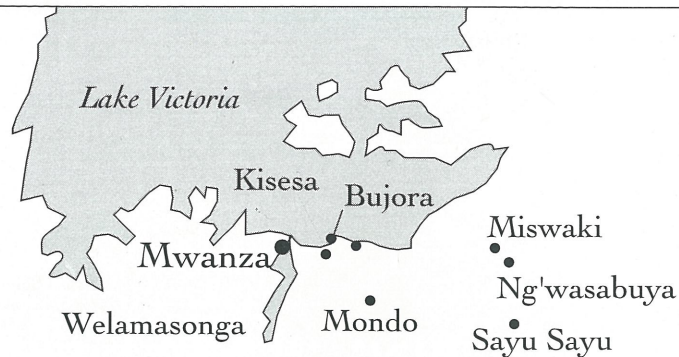 Lake Victoria
Kisesa
Bujora
Miswaki
Mwanza
Ng'wasabuya
Welamasonga
Mondo
Sayu Sayu